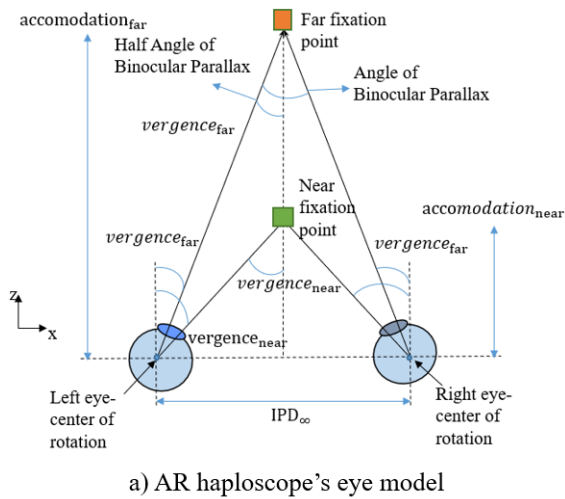 accomodation_far
Far fixation
point
Half Angle of
Binocular Parallax
Angle of
Binocular Parallax
vergence_far
Near
fixation
point
accomodation_near
vergence_far
vergence_far
vergence_near
z
x
vergence_near
Left eye-
center of
rotation
IPD_∞
Right eye-
center of
rotation
a) AR haploscope's eye model